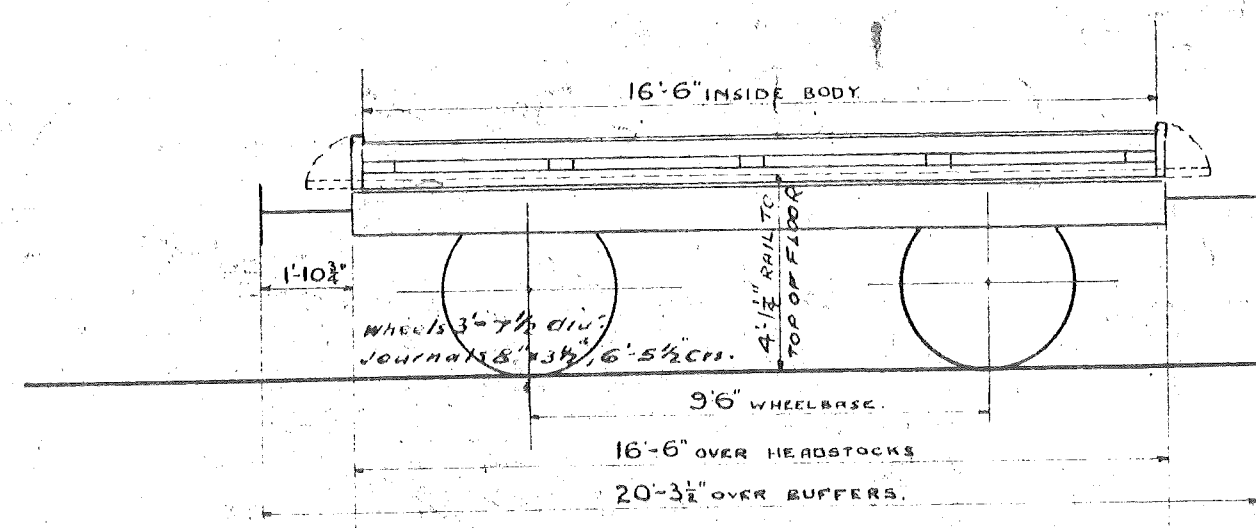 16'-6" INSIDE BODY
1'-10¾"
4'-1½" RAIL TO
TOP OF FLOOR
Wheels 3'-7½ dia.
Journals 8"×3½", 6'-5½" Crs.
9'6" WHEELBASE.
16'-6" OVER HEADSTOCKS
20'-3½" OVER BUFFERS.